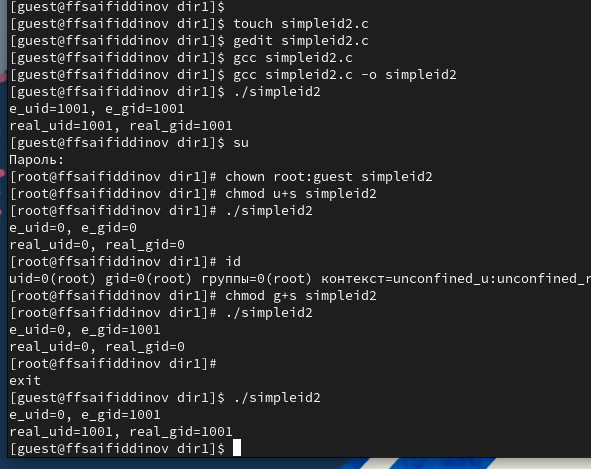 [guest@ffsaifiddinov dir1]$
[guest@ffsaifiddinov dir1]$ touch simpleid2.c
[guest@ffsaifiddinov dir1]$ gedit simpleid2.c
[guest@ffsaifiddinov dir1]$ gcc simpleid2.c
[guest@ffsaifiddinov dir1]$ gcc simpleid2.c -o simpleid2
[guest@ffsaifiddinov dir1]$ ./simpleid2
e_uid=1001, e_gid=1001
real_uid=1001, real_gid=1001
[guest@ffsaifiddinov dir1]$ su
Пароль:
[root@ffsaifiddinov dir1]# chown root:guest simpleid2
[root@ffsaifiddinov dir1]# chmod u+s simpleid2
[root@ffsaifiddinov dir1]# ./simpleid2
e_uid=0, e_gid=0
real_uid=0, real_gid=0
[root@ffsaifiddinov dir1]# id
uid=0(root) gid=0(root) группы=0(root) контекст=unconfined_u:unconfined_r
[root@ffsaifiddinov dir1]# chmod g+s simpleid2
[root@ffsaifiddinov dir1]# ./simpleid2
e_uid=0, e_gid=1001
real_uid=0, real_gid=0
[root@ffsaifiddinov dir1]#
exit
[guest@ffsaifiddinov dir1]$ ./simpleid2
e_uid=0, e_gid=1001
real_uid=1001, real_gid=1001
[guest@ffsaifiddinov dir1]$